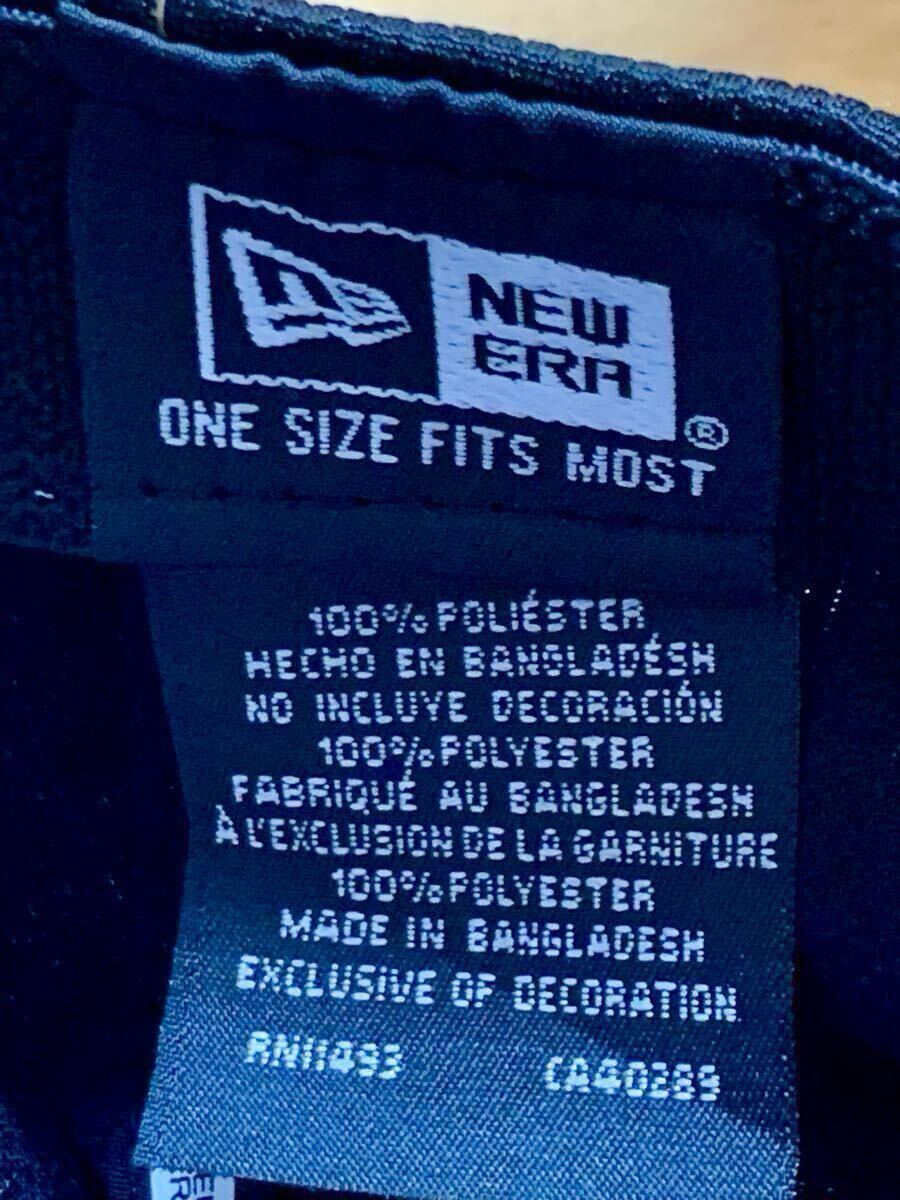 NEW
ERA
®
ONE SIZE FITS MOST
100% POLIÉSTER
HECHO EN BANGLADÉSH
NO INCLUYE DECORACIÓN
100% POLYESTER
FABRIQUÉ AU BANGLADESH
À L'EXCLUSION DE LA GARNITURE
100% POLYESTER
MADE IN BANGLADESH
EXCLUSIVE OF DECORATION
RN11493 CA40289